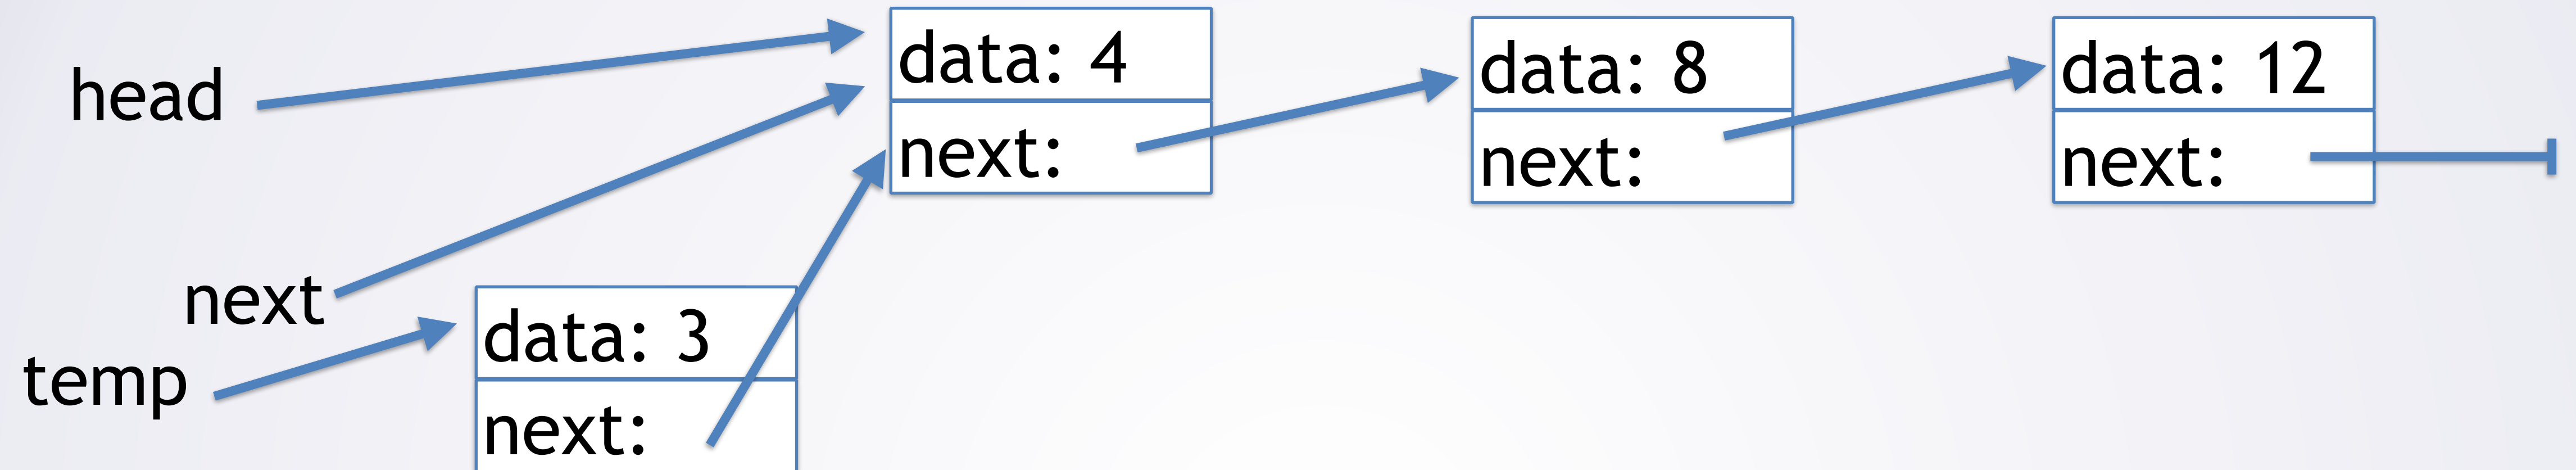 head
data: 4
next:
data: 8
next:
data: 12
next:
next
temp
data: 3
next: